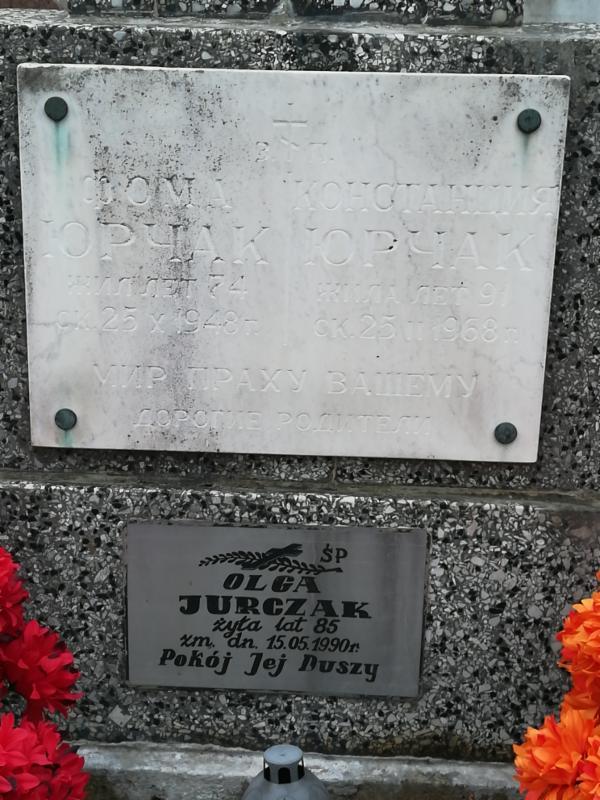 З. П.
ФОМА
ЮРЧАК
ЖИЛ ЛЕТ 74
СК. 25 X 1948 г.
КОНСТАНЦИЯ
ЮРЧАК
ЖИЛА ЛЕТ 91
СК. 25 II 1968 г.
МИР ПРАХУ ВАШЕМУ
ДОРОГИЕ РОДИТЕЛИ
ŚP
OLGA
JURCZAK
żyła lat 85
zm. dn. 15.05.1990r.
Pokój Jej Duszy